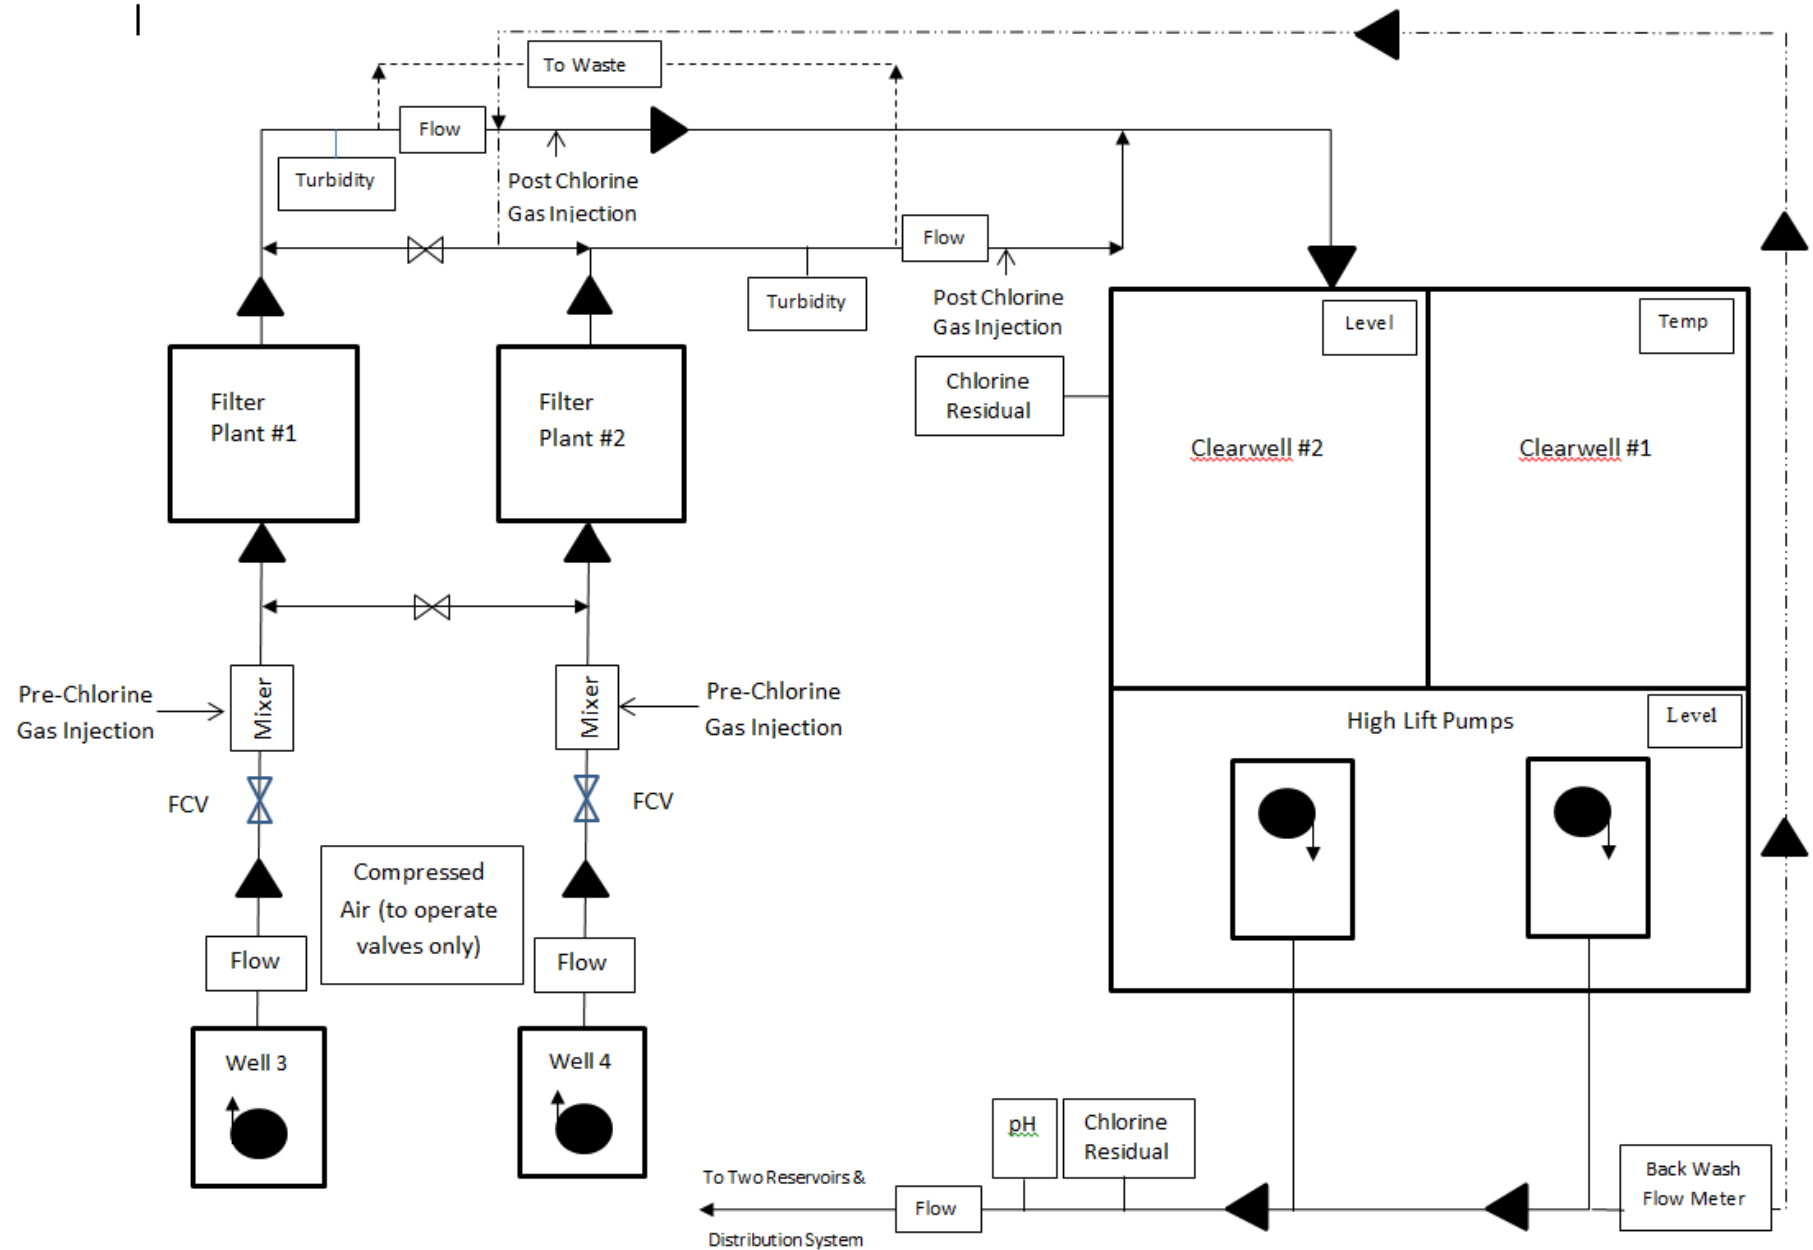 To Waste
Flow
Turbidity
Post Chlorine
Gas Injection
Flow
Turbidity
Post Chlorine
Gas Injection
Level
Temp
Chlorine
Residual
Filter
Plant #1
Filter
Plant #2
Clearwell #2
Clearwell #1
Pre-Chlorine
Gas Injection
Mixer
Mixer
Pre-Chlorine
Gas Injection
High Lift Pumps
Level
FCV
FCV
Compressed
Air (to operate
valves only)
Flow
Flow
Well 3
Well 4
pH
Chlorine
Residual
To Two Reservoirs &
Distribution System
Flow
Back Wash
Flow Meter